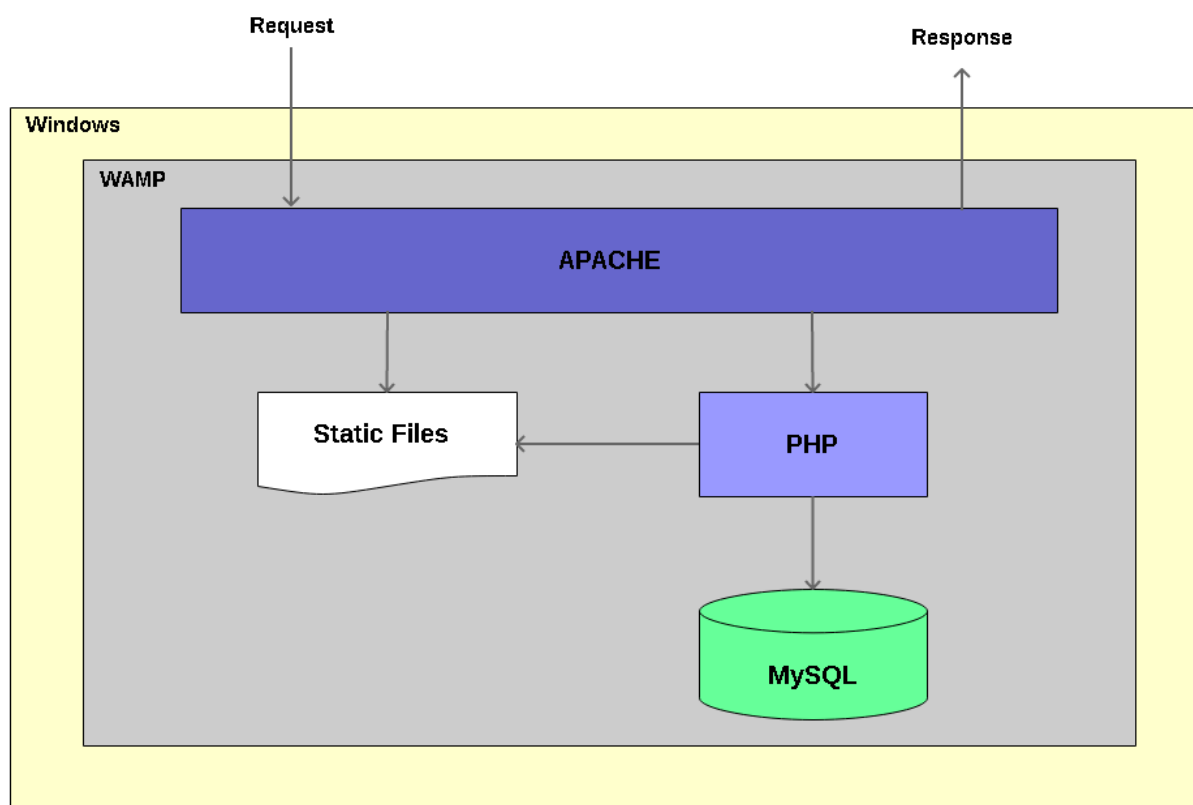 Request
Response
Windows
WAMP
APACHE
Static Files
PHP
MySQL